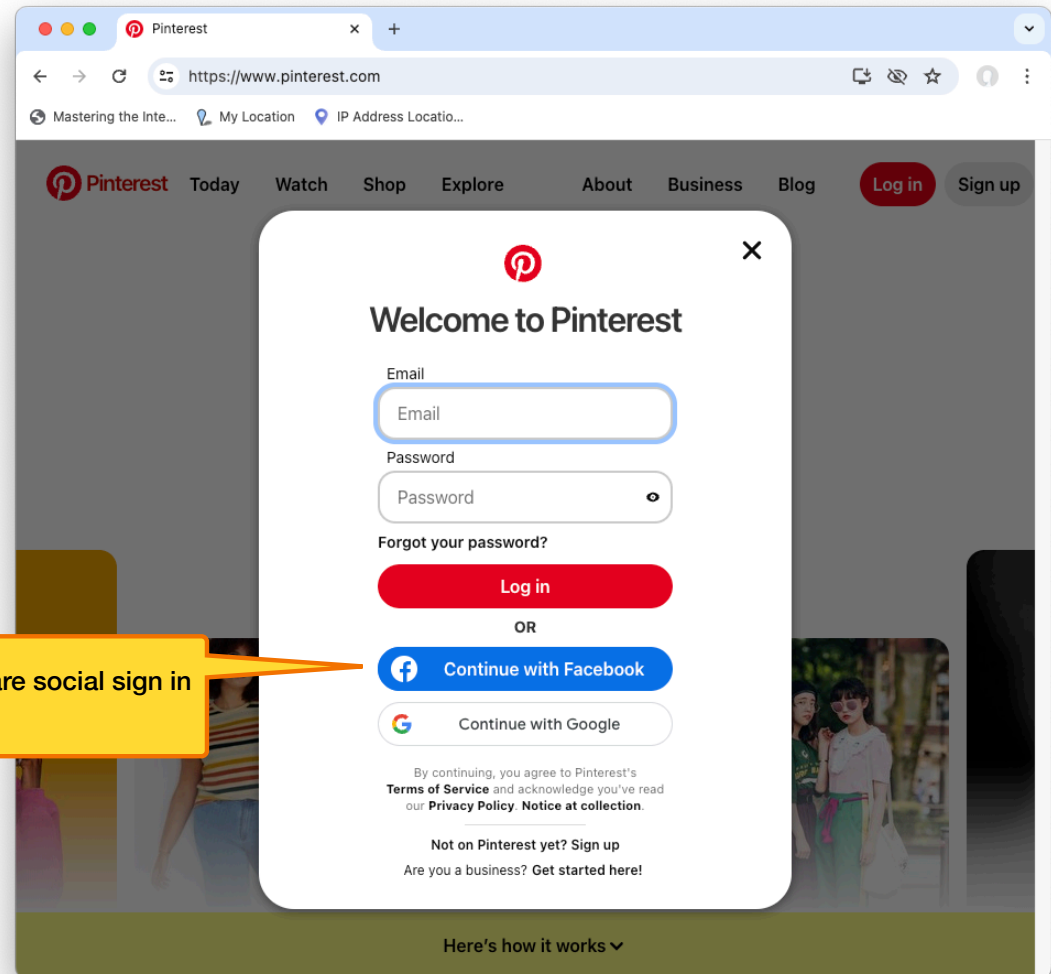 Pinterest
https://www.pinterest.com
Mastering the Inte... My Location IP Address Locatio...
Pinterest Today Watch Shop Explore About Business Blog Log in Sign up
Welcome to Pinterest
Email
Email
Password
Password
Forgot your password?
Log in
OR
are social sign in
Continue with Facebook
Continue with Google
By continuing, you agree to Pinterest's
Terms of Service and acknowledge you've read
our Privacy Policy. Notice at collection.
Not on Pinterest yet? Sign up
Are you a business? Get started here!
Here's how it works